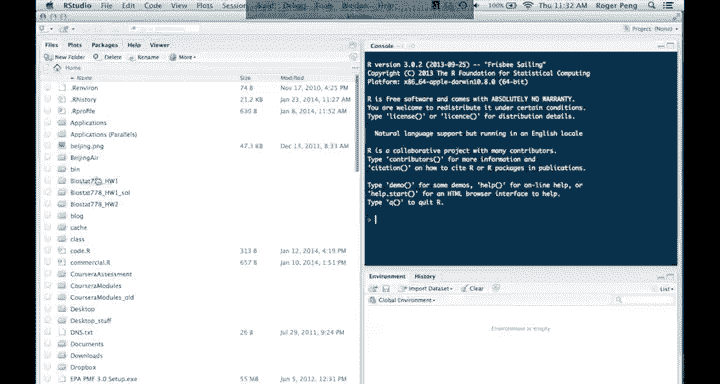 RStudio File Edit Code View Plots Session
100% Thu 11:32 AM Roger Peng
RStudio
Project: (None)
Files Plots Packages Help Viewer
New Folder Delete Rename More
Home
Name Size Modified
.Renviron 74 B Nov 17, 2010, 4:25 PM
.Rhistory 21.2 KB Jan 23, 2014, 11:27 AM
.Rprofile 630 B Jan 8, 2014, 11:52 AM
Applications
Applications (Parallels)
beijing.png 47.3 KB Dec 13, 2013, 8:33 AM
BeijingAir
bin
Biostat778_HW1
Biostat778_HW1_sol
Biostat778_HW2
blog
cache
class
code.R 313 B Jan 12, 2014, 4:19 PM
commercial.R 657 B Jan 10, 2014, 1:51 PM
CourseraAssessment
CourseraModules
CourseraModules_old
Desktop
Desktop_stuff
DNS.txt 26 B Jul 29, 2011, 9:24 PM
Documents
Downloads
Dropbox
EPA PMF 3.0 Setup.exe 55 MB Jun 5, 2012, 12:31 PM
Console
R version 3.0.2 (2013-09-25) -- "Frisbee Sailing"
Copyright (C) 2013 The R Foundation for Statistical Computing
Platform: x86_64-apple-darwin10.8.0 (64-bit)
R is free software and comes with ABSOLUTELY NO WARRANTY.
You are welcome to redistribute it under certain conditions.
Type 'license()' or 'licence()' for distribution details.
Natural language support but running in an English locale
R is a collaborative project with many contributors.
Type 'contributors()' for more information and
'citation()' on how to cite R or R packages in publications.
Type 'demo()' for some demos, 'help()' for on-line help, or
'help.start()' for an HTML browser interface to help.
Type 'q()' to quit R.
>
Environment History
Import Dataset Clear List
Global Environment
Environment is empty